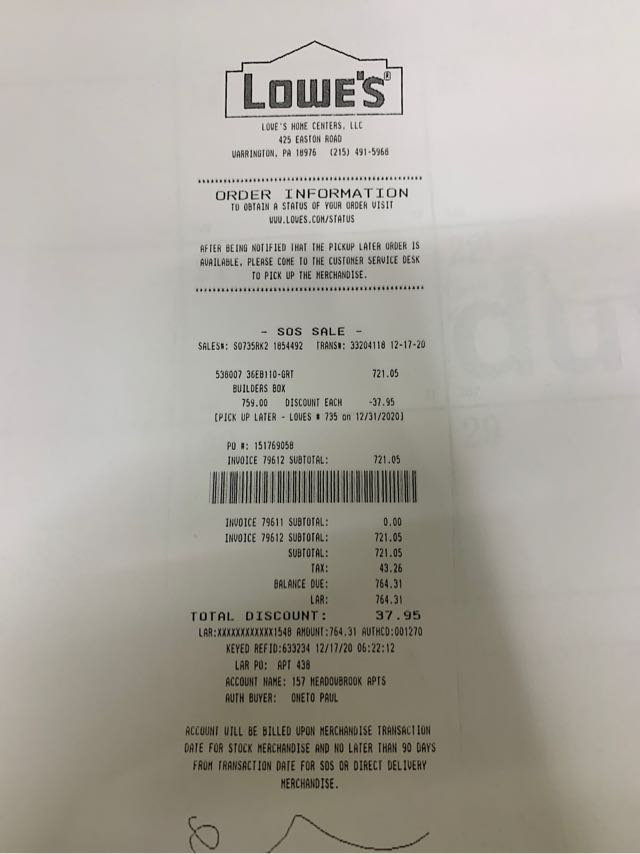 LOWE'S®
LOWE'S HOME CENTERS, LLC
425 EASTON ROAD
WARRINGTON, PA 18976 (215) 491-5968
ORDER INFORMATION
TO OBTAIN A STATUS OF YOUR ORDER VISIT
WWW.LOWES.COM/STATUS
AFTER BEING NOTIFIED THAT THE PICKUP LATER ORDER IS
AVAILABLE, PLEASE COME TO THE CUSTOMER SERVICE DESK
TO PICK UP THE MERCHANDISE.
- SOS SALE -
SALES#: S0735RK2 1854492 TRANS#: 33204118 12-17-20
538007 36EB110-GRT 721.05
BUILDERS BOX
759.00 DISCOUNT EACH -37.95
[PICK UP LATER - LOWES # 735 on 12/31/2020]
PO #: 151769058
INVOICE 79612 SUBTOTAL: 721.05
INVOICE 79611 SUBTOTAL: 0.00
INVOICE 79612 SUBTOTAL: 721.05
SUBTOTAL: 721.05
TAX: 43.26
BALANCE DUE: 764.31
LAR: 764.31
TOTAL DISCOUNT: 37.95
LAR:XXXXXXXXXXXX1548 AMOUNT:764.31 AUTHCD:001270
KEYED REFID:633234 12/17/20 06:22:12
LAR PO: APT 438
ACCOUNT NAME: 157 MEADOWBROOK APTS
AUTH BUYER: ONETO PAUL
ACCOUNT WILL BE BILLED UPON MERCHANDISE TRANSACTION
DATE FOR STOCK MERCHANDISE AND NO LATER THAN 90 DAYS
FROM TRANSACTION DATE FOR SOS OR DIRECT DELIVERY
MERCHANDISE.